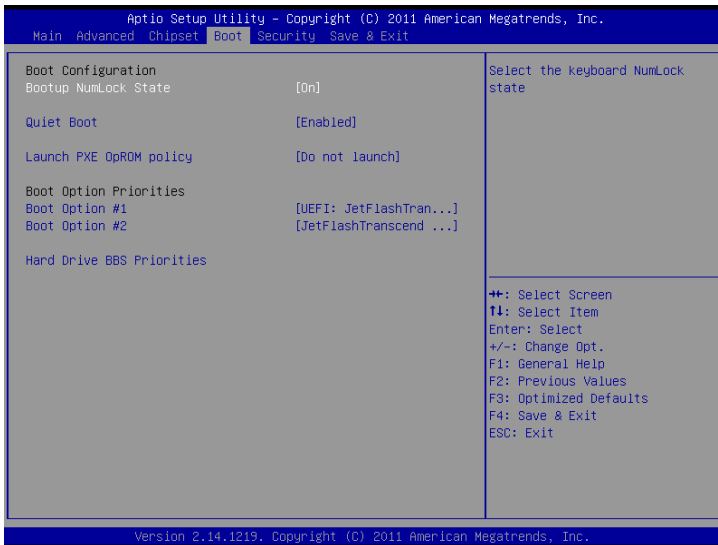 Aptio Setup Utility – Copyright (C) 2011 American Megatrends, Inc.
Main Advanced Chipset Boot Security Save & Exit
Boot Configuration
Bootup NumLock State [On]
Quiet Boot [Enabled]
Launch PXE OpROM policy [Do not launch]
Boot Option Priorities
Boot Option #1 [UEFI: JetFlashTran...]
Boot Option #2 [JetFlashTranscend ...]
Hard Drive BBS Priorities
Select the keyboard NumLock
state
→←: Select Screen
↑↓: Select Item
Enter: Select
+/-: Change Opt.
F1: General Help
F2: Previous Values
F3: Optimized Defaults
F4: Save & Exit
ESC: Exit
Version 2.14.1219. Copyright (C) 2011 American Megatrends, Inc.